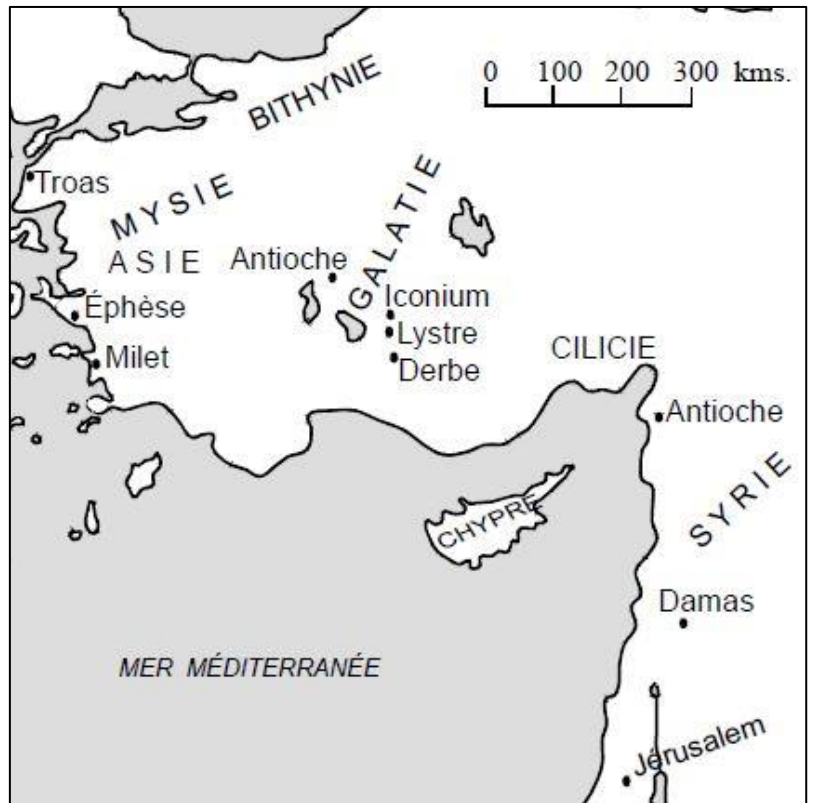 BITHYNIE
0 100 200 300 kms.
Troas
MYSIE
GALATIE
ASIE
Antioche
Éphèse
Iconium
Lystre
Milet
Derbe
CILICIE
Antioche
SYRIE
CHYPRE
Damas
MER MÉDITERRANÉE
Jérusalem